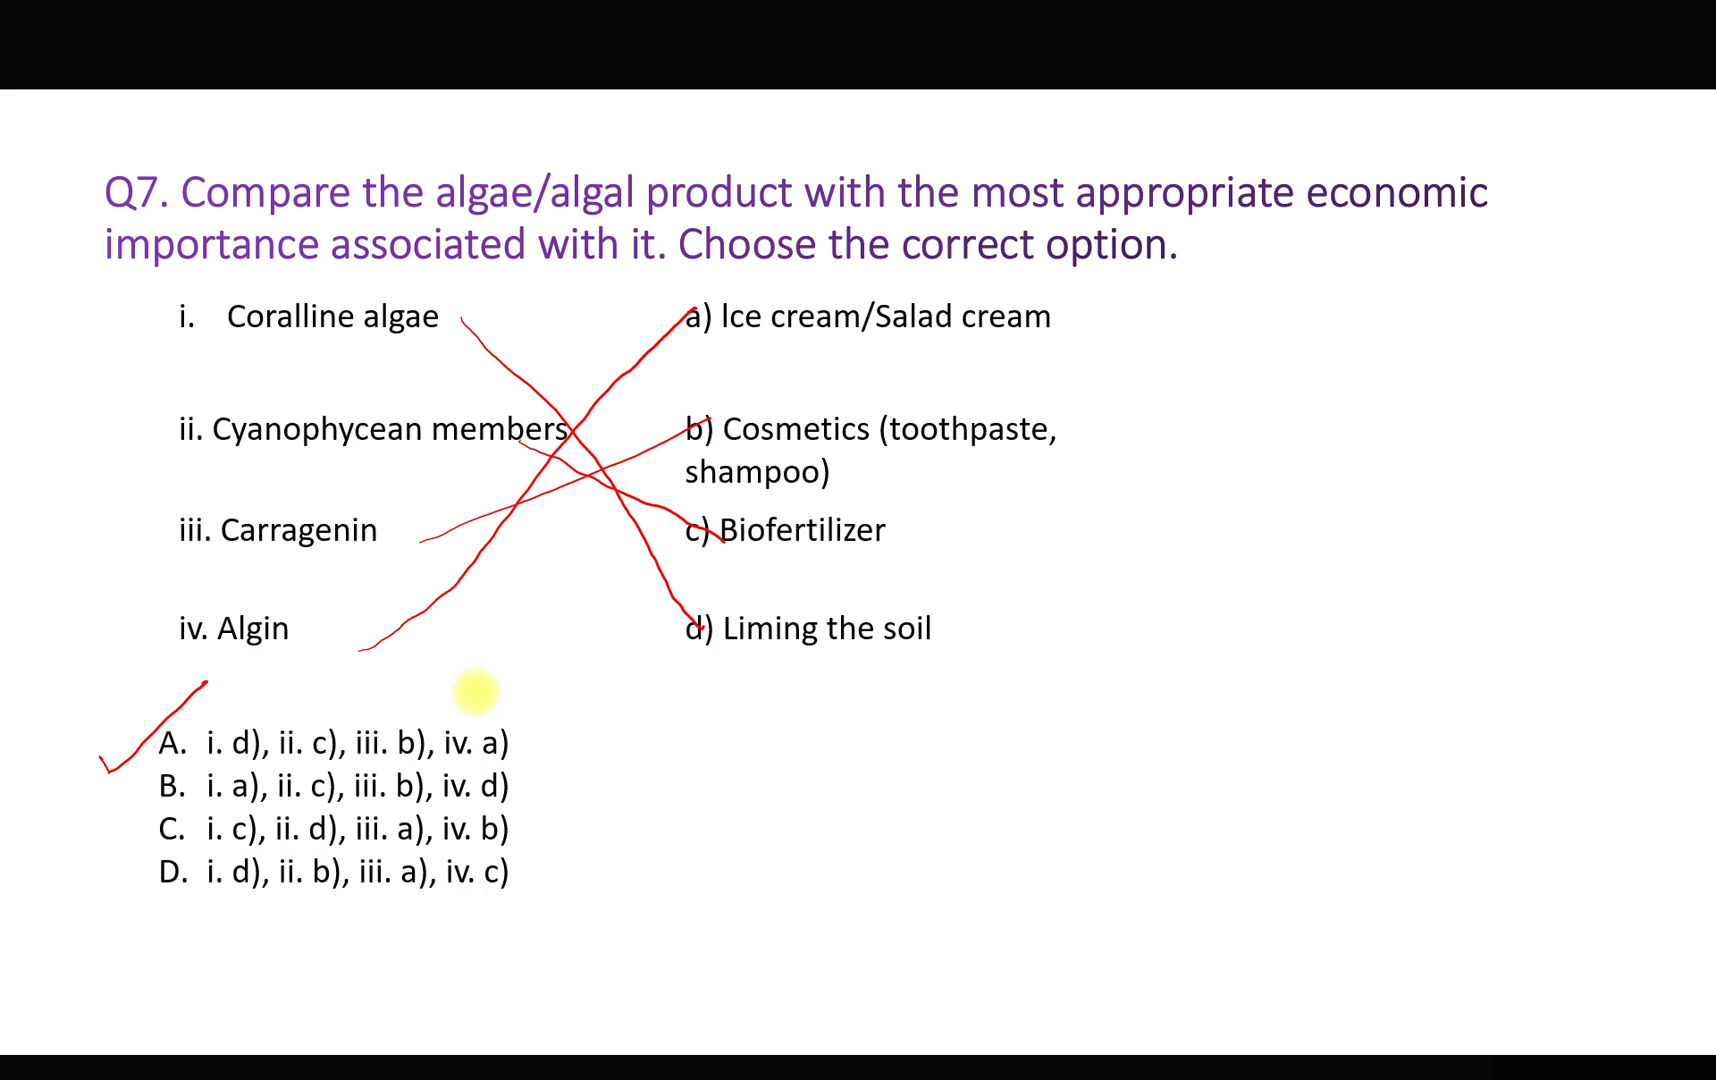 Q7. Compare the algae/algal product with the most appropriate economic
importance associated with it. Choose the correct option.
i. Coralline algae
a) Ice cream/Salad cream
ii. Cyanophycean members
b) Cosmetics (toothpaste,
shampoo)
iii. Carragenin
c) Biofertilizer
iv. Algin
d) Liming the soil
A. i. d), ii. c), iii. b), iv. a)
B. i. a), ii. c), iii. b), iv. d)
C. i. c), ii. d), iii. a), iv. b)
D. i. d), ii. b), iii. a), iv. c)